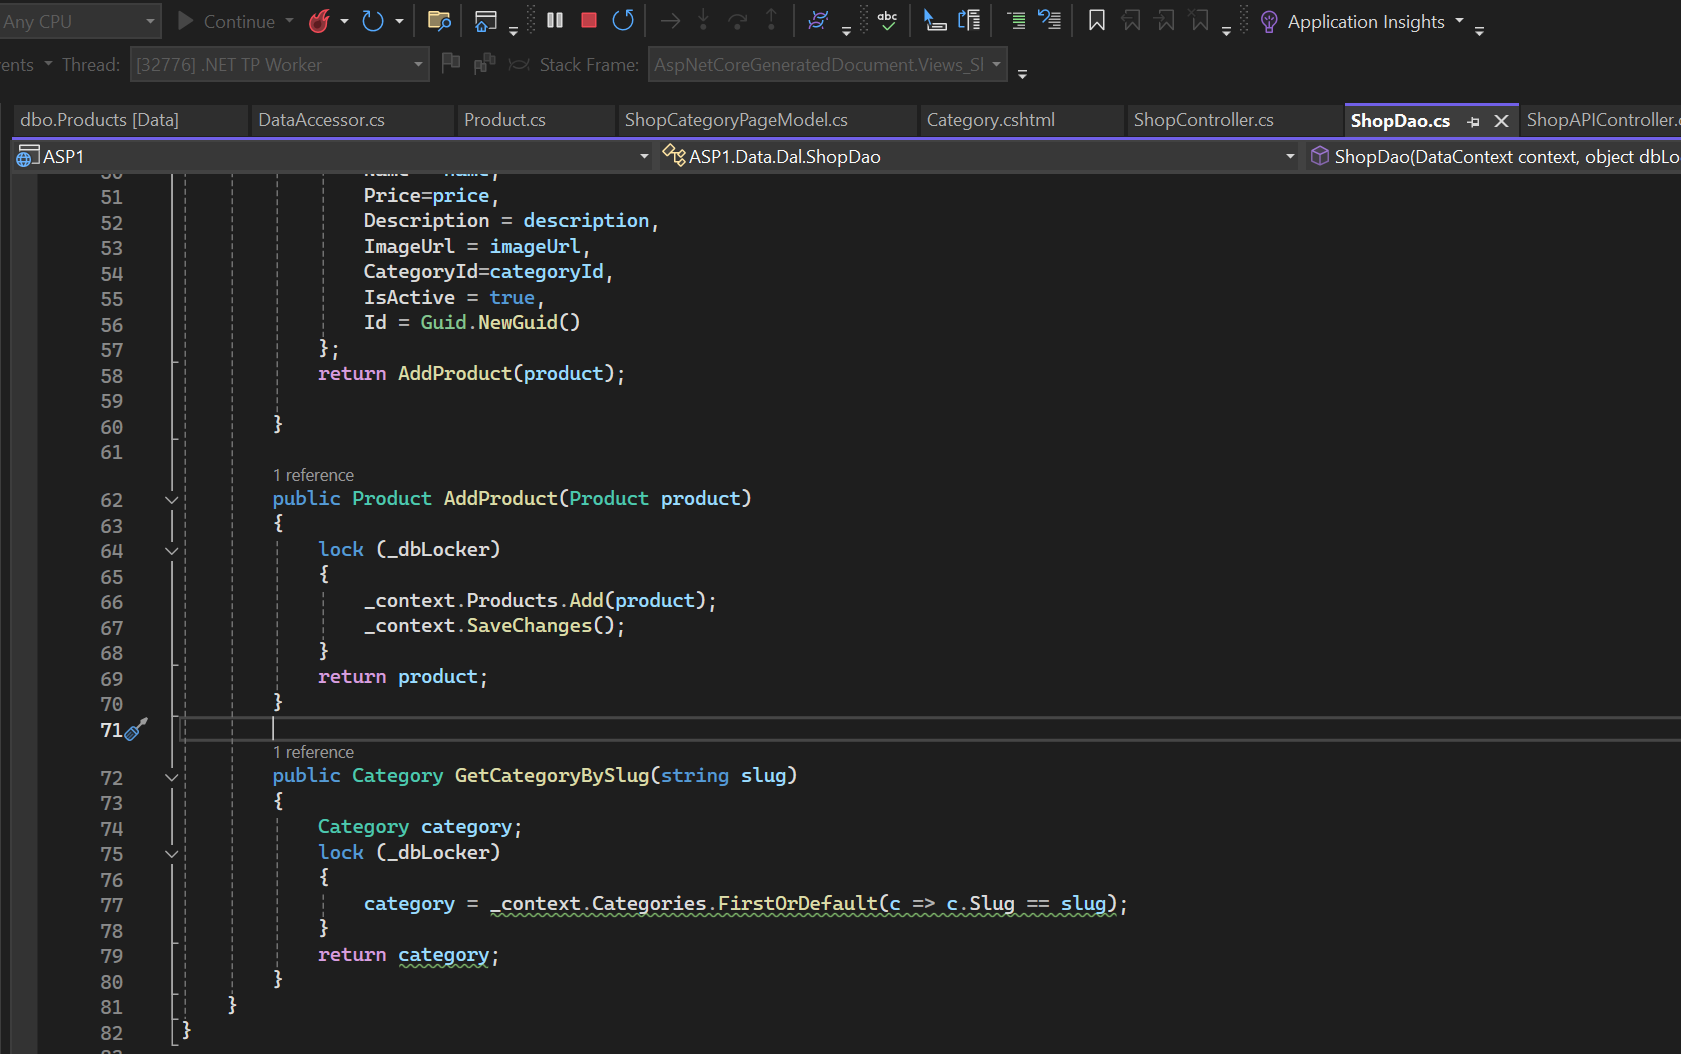 Any CPU Continue Application Insights
ents Thread: [32776] .NET TP Worker Stack Frame: AspNetCoreGeneratedDocument.Views_Sl
dbo.Products [Data] DataAccessor.cs Product.cs ShopCategoryPageModel.cs Category.cshtml ShopController.cs ShopDao.cs ShopAPIController.c
ASP1 ASP1.Data.Dal.ShopDao ShopDao(DataContext context, object dbLo
51 Price=price,
52 Description = description,
53 ImageUrl = imageUrl,
54 CategoryId=categoryId,
55 IsActive = true,
56 Id = Guid.NewGuid()
57 };
58 return AddProduct(product);
59
60 }
61
1 reference
62 public Product AddProduct(Product product)
63 {
64 lock (_dbLocker)
65 {
66 _context.Products.Add(product);
67 _context.SaveChanges();
68 }
69 return product;
70 }
71
1 reference
72 public Category GetCategoryBySlug(string slug)
73 {
74 Category category;
75 lock (_dbLocker)
76 {
77 category = _context.Categories.FirstOrDefault(c => c.Slug == slug);
78 }
79 return category;
80 }
81 }
82 }